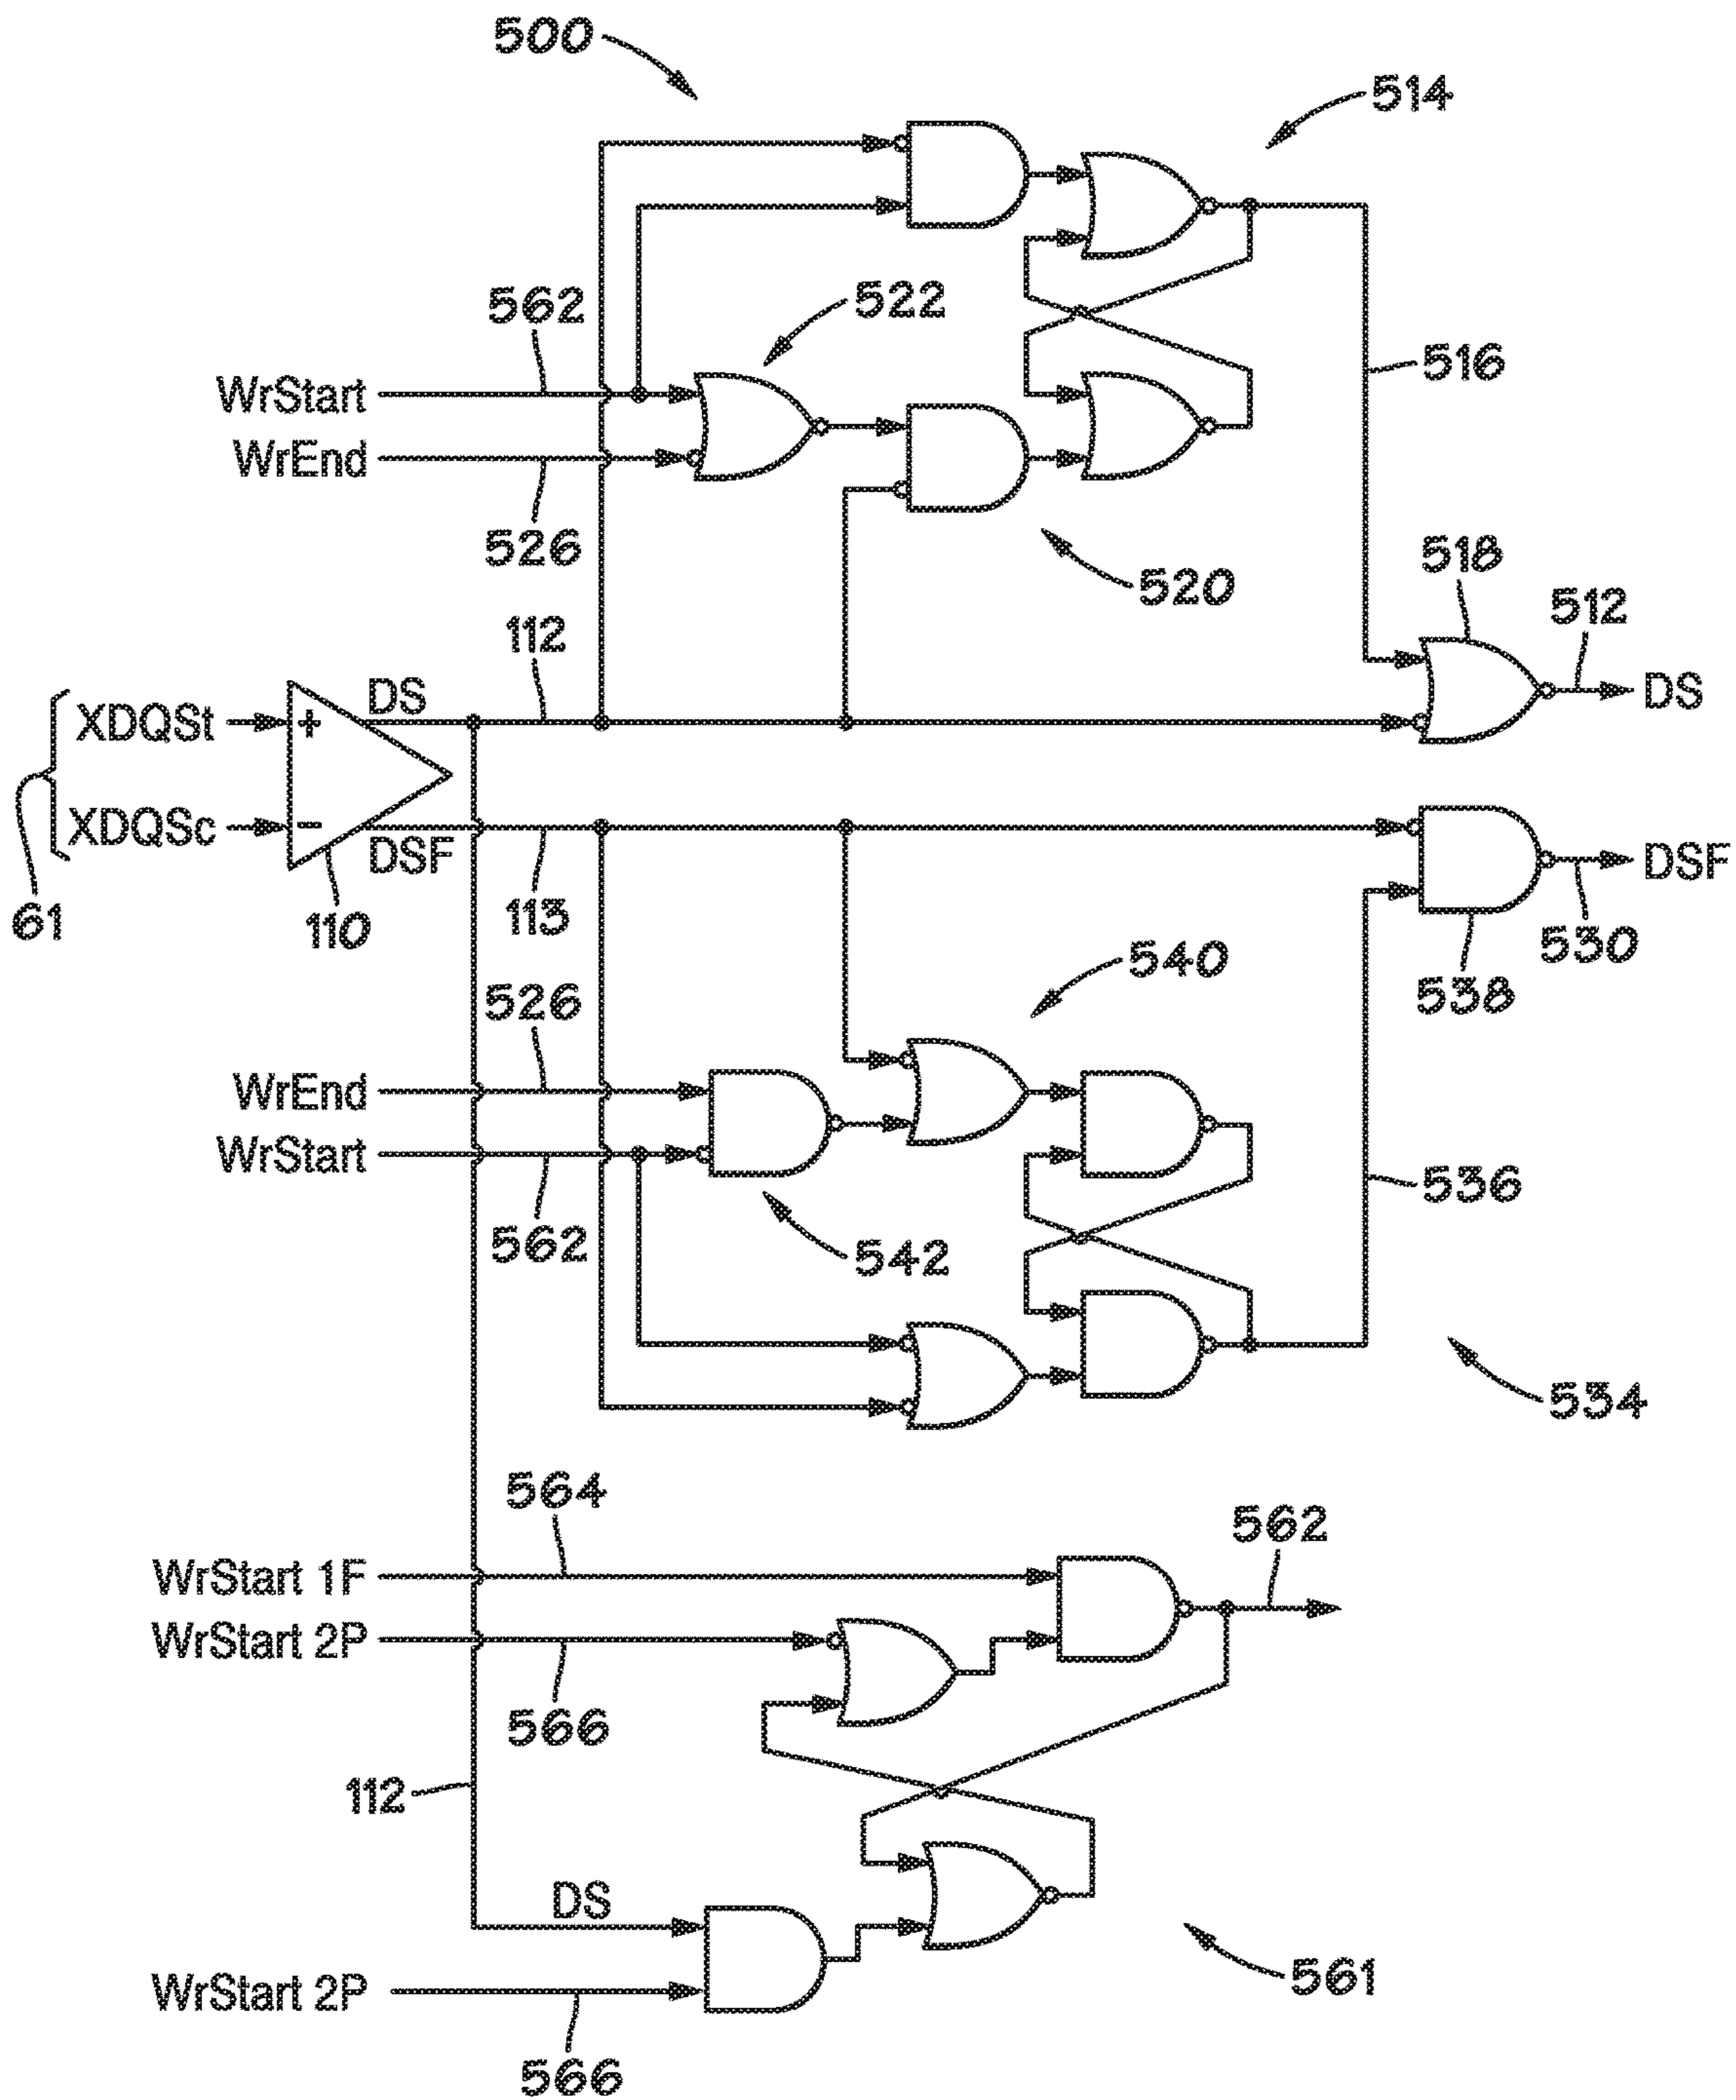 500
514
562
522
WrStart
516
WrEnd
526
520
518
512
112
DS
DS
XDQSt
+
61
XDQSc
−
DSF
DSF
110
113
530
540
538
526
WrEnd
WrStart
536
562
542
534
564
562
WrStart 1F
WrStart 2P
566
112
DS
561
WrStart 2P
566